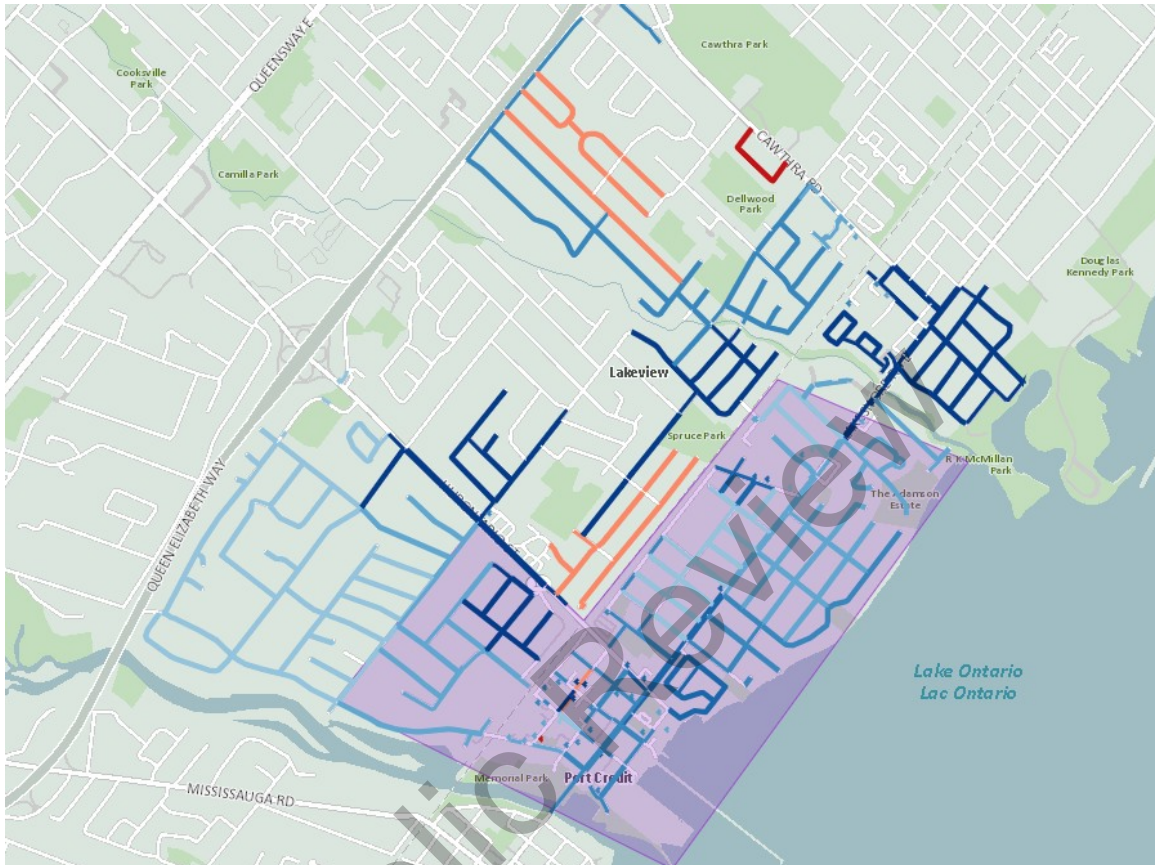 Cooksville
Park
QUEENSWAY E
Cawthra Park
Camilla Park
CAWTHRA RD
Dellwood
Park
Douglas
Kennedy Park
Lakeview
Spruce Park
R K McMillan
Park
The Adamson
Estate
QUEEN ELIZABETH WAY
Lake Ontario
Lac Ontario
Memorial Park
Port Credit
MISSISSAUGA RD
Review